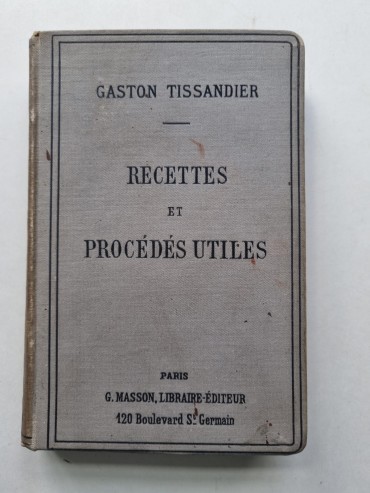 GASTON TISSANDIER
RECETTES
ET
PROCÉDÉS UTILES
PARIS
G. MASSON, LIBRAIRE-ÉDITEUR
120 Boulevard St. Germain